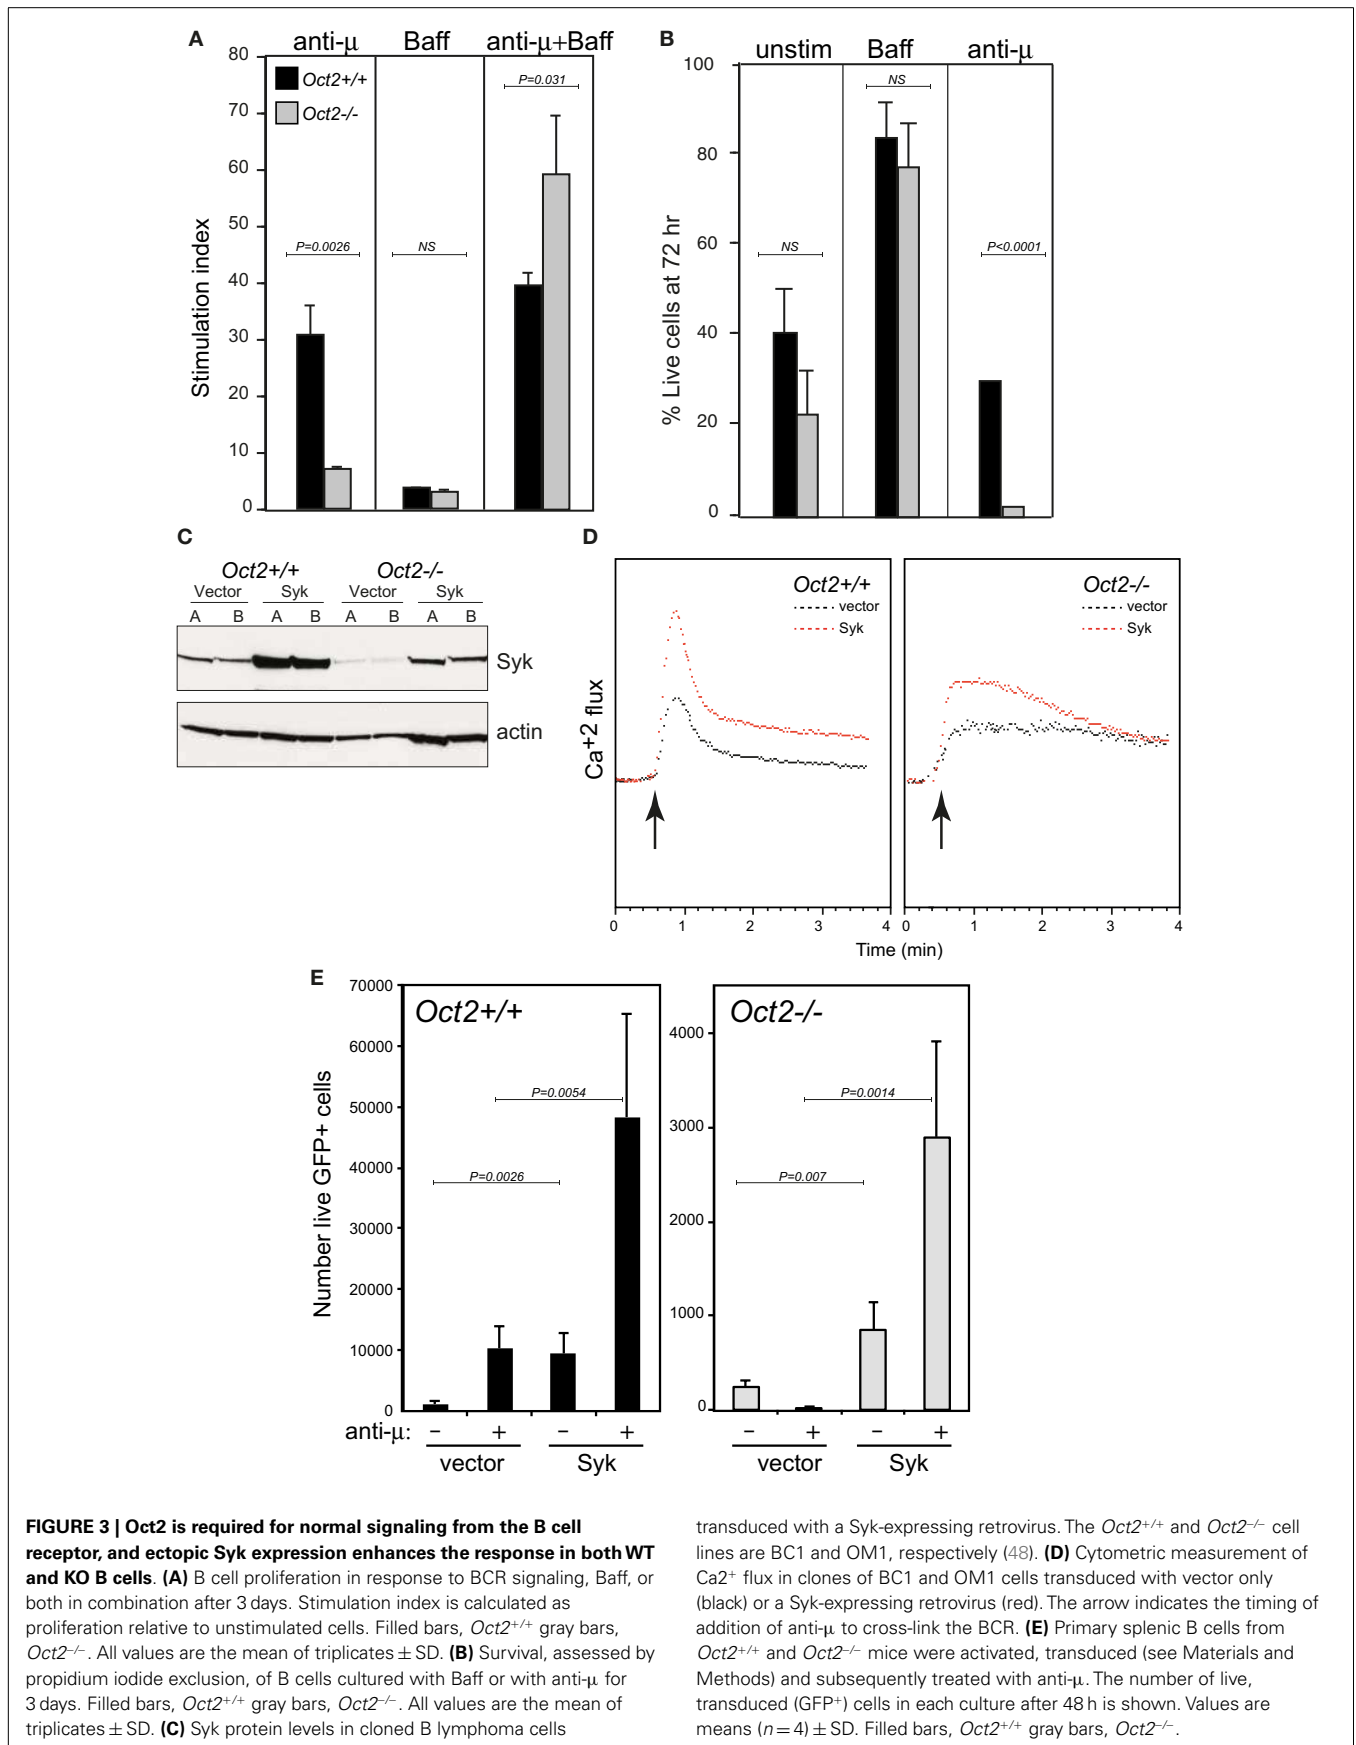 A
anti-μ Baff anti-μ+Baff
80
70
60
50
40
30
20
10
0
Stimulation index
Oct2+/+
Oct2-/-
P=0.0026
NS
P=0.031
B
unstim Baff anti-μ
100
80
60
40
20
0
% Live cells at 72 hr
NS
NS
P<0.0001
C
Oct2+/+ Oct2-/-
Vector Syk Vector Syk
A B A B A B A B
Syk
actin
D
Ca+2 flux
Oct2+/+
vector
Syk
Oct2-/-
vector
Syk
0 1 2 3 4 0 1 2 3 4
Time (min)
E
70000
60000
50000
40000
30000
20000
10000
0
Number live GFP+ cells
Oct2+/+
P=0.0054
P=0.0026
Oct2-/-
4000
3000
2000
1000
0
P=0.0014
P=0.007
anti-μ: – + – + – + – +
vector Syk vector Syk
FIGURE 3 | Oct2 is required for normal signaling from the B cell
receptor, and ectopic Syk expression enhances the response in both WT
and KO B cells. (A) B cell proliferation in response to BCR signaling, Baff, or
both in combination after 3 days. Stimulation index is calculated as
proliferation relative to unstimulated cells. Filled bars, Oct2+/+ gray bars,
Oct2−/−. All values are the mean of triplicates ± SD. (B) Survival, assessed by
propidium iodide exclusion, of B cells cultured with Baff or with anti-μ for
3 days. Filled bars, Oct2+/+ gray bars, Oct2−/−. All values are the mean of
triplicates ± SD. (C) Syk protein levels in cloned B lymphoma cells
transduced with a Syk-expressing retrovirus. The Oct2+/+ and Oct2−/− cell
lines are BC1 and OM1, respectively (48). (D) Cytometric measurement of
Ca2+ flux in clones of BC1 and OM1 cells transduced with vector only
(black) or a Syk-expressing retrovirus (red). The arrow indicates the timing of
addition of anti-μ to cross-link the BCR. (E) Primary splenic B cells from
Oct2+/+ and Oct2−/− mice were activated, transduced (see Materials and
Methods) and subsequently treated with anti-μ. The number of live,
transduced (GFP+) cells in each culture after 48 h is shown. Values are
means (n = 4) ± SD. Filled bars, Oct2+/+ gray bars, Oct2−/−.